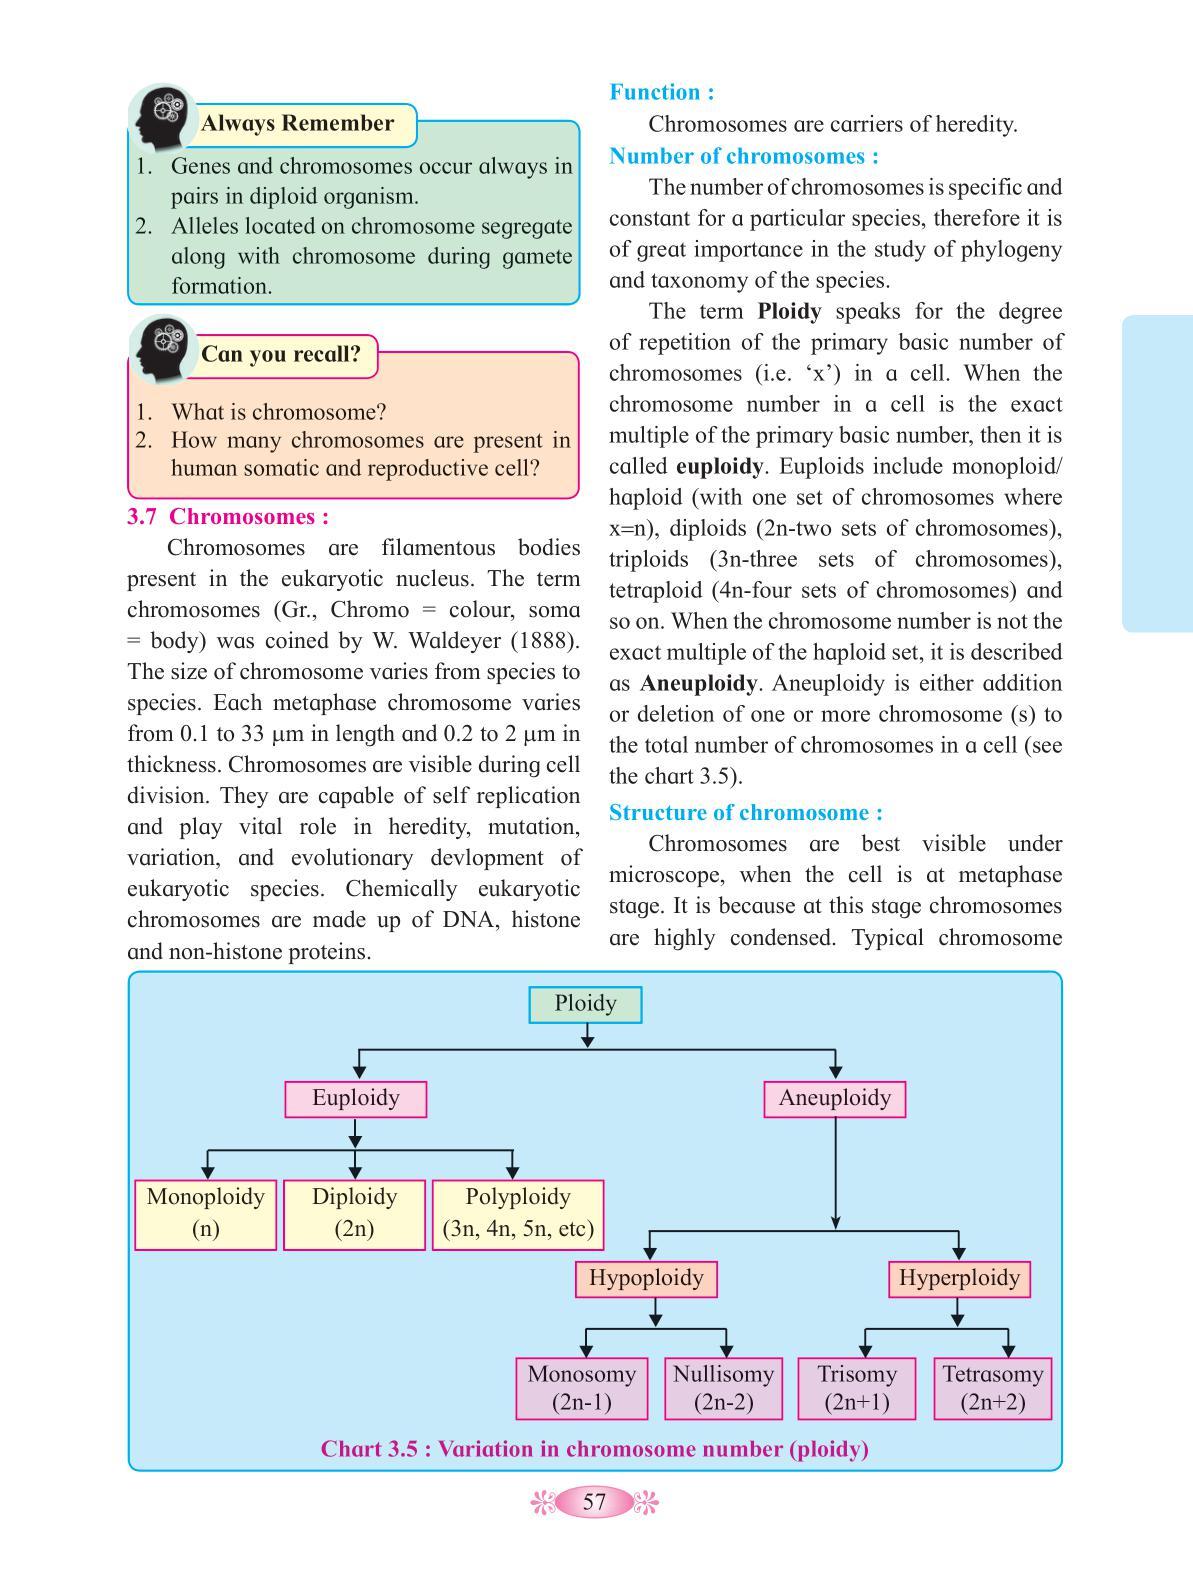 Always Remember
1. Genes and chromosomes occur always in
pairs in diploid organism.
2. Alleles located on chromosome segregate
along with chromosome during gamete
formation.
Can you recall?
1. What is chromosome?
2. How many chromosomes are present in
human somatic and reproductive cell?
3.7 Chromosomes :
Chromosomes are filamentous bodies
present in the eukaryotic nucleus. The term
chromosomes (Gr., Chromo = colour, soma
= body) was coined by W. Waldeyer (1888).
The size of chromosome varies from species to
species. Each metaphase chromosome varies
from 0.1 to 33 μm in length and 0.2 to 2 μm in
thickness. Chromosomes are visible during cell
division. They are capable of self replication
and play vital role in heredity, mutation,
variation, and evolutionary devlopment of
eukaryotic species. Chemically eukaryotic
chromosomes are made up of DNA, histone
and non-histone proteins.
Function :
Chromosomes are carriers of heredity.
Number of chromosomes :
The number of chromosomes is specific and
constant for a particular species, therefore it is
of great importance in the study of phylogeny
and taxonomy of the species.
The term Ploidy speaks for the degree
of repetition of the primary basic number of
chromosomes (i.e. ‘x’) in a cell. When the
chromosome number in a cell is the exact
multiple of the primary basic number, then it is
called euploidy. Euploids include monoploid/
haploid (with one set of chromosomes where
x=n), diploids (2n-two sets of chromosomes),
triploids (3n-three sets of chromosomes),
tetraploid (4n-four sets of chromosomes) and
so on. When the chromosome number is not the
exact multiple of the haploid set, it is described
as Aneuploidy. Aneuploidy is either addition
or deletion of one or more chromosome (s) to
the total number of chromosomes in a cell (see
the chart 3.5).
Structure of chromosome :
Chromosomes are best visible under
microscope, when the cell is at metaphase
stage. It is because at this stage chromosomes
are highly condensed. Typical chromosome
Ploidy
Euploidy Aneuploidy
Monoploidy Diploidy Polyploidy
(n) (2n) (3n, 4n, 5n, etc)
Hypoploidy Hyperploidy
Monosomy Nullisomy Trisomy Tetrasomy
(2n-1) (2n-2) (2n+1) (2n+2)
Chart 3.5 : Variation in chromosome number (ploidy)
57